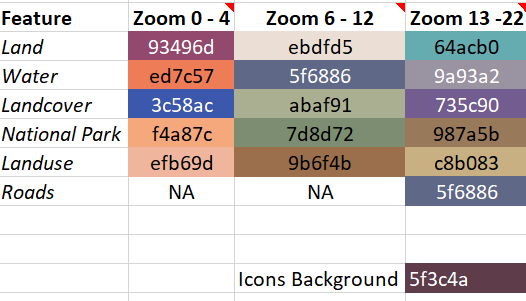 Feature Zoom 0 - 4 Zoom 6 - 12 Zoom 13 -22
Land 93496d ebdfd5 64acb0
Water ed7c57 5f6886 9a93a2
Landcover 3c58ac abaf91 735c90
National Park f4a87c 7d8d72 987a5b
Landuse efb69d 9b6f4b c8b083
Roads NA NA 5f6886
Icons Background 5f3c4a